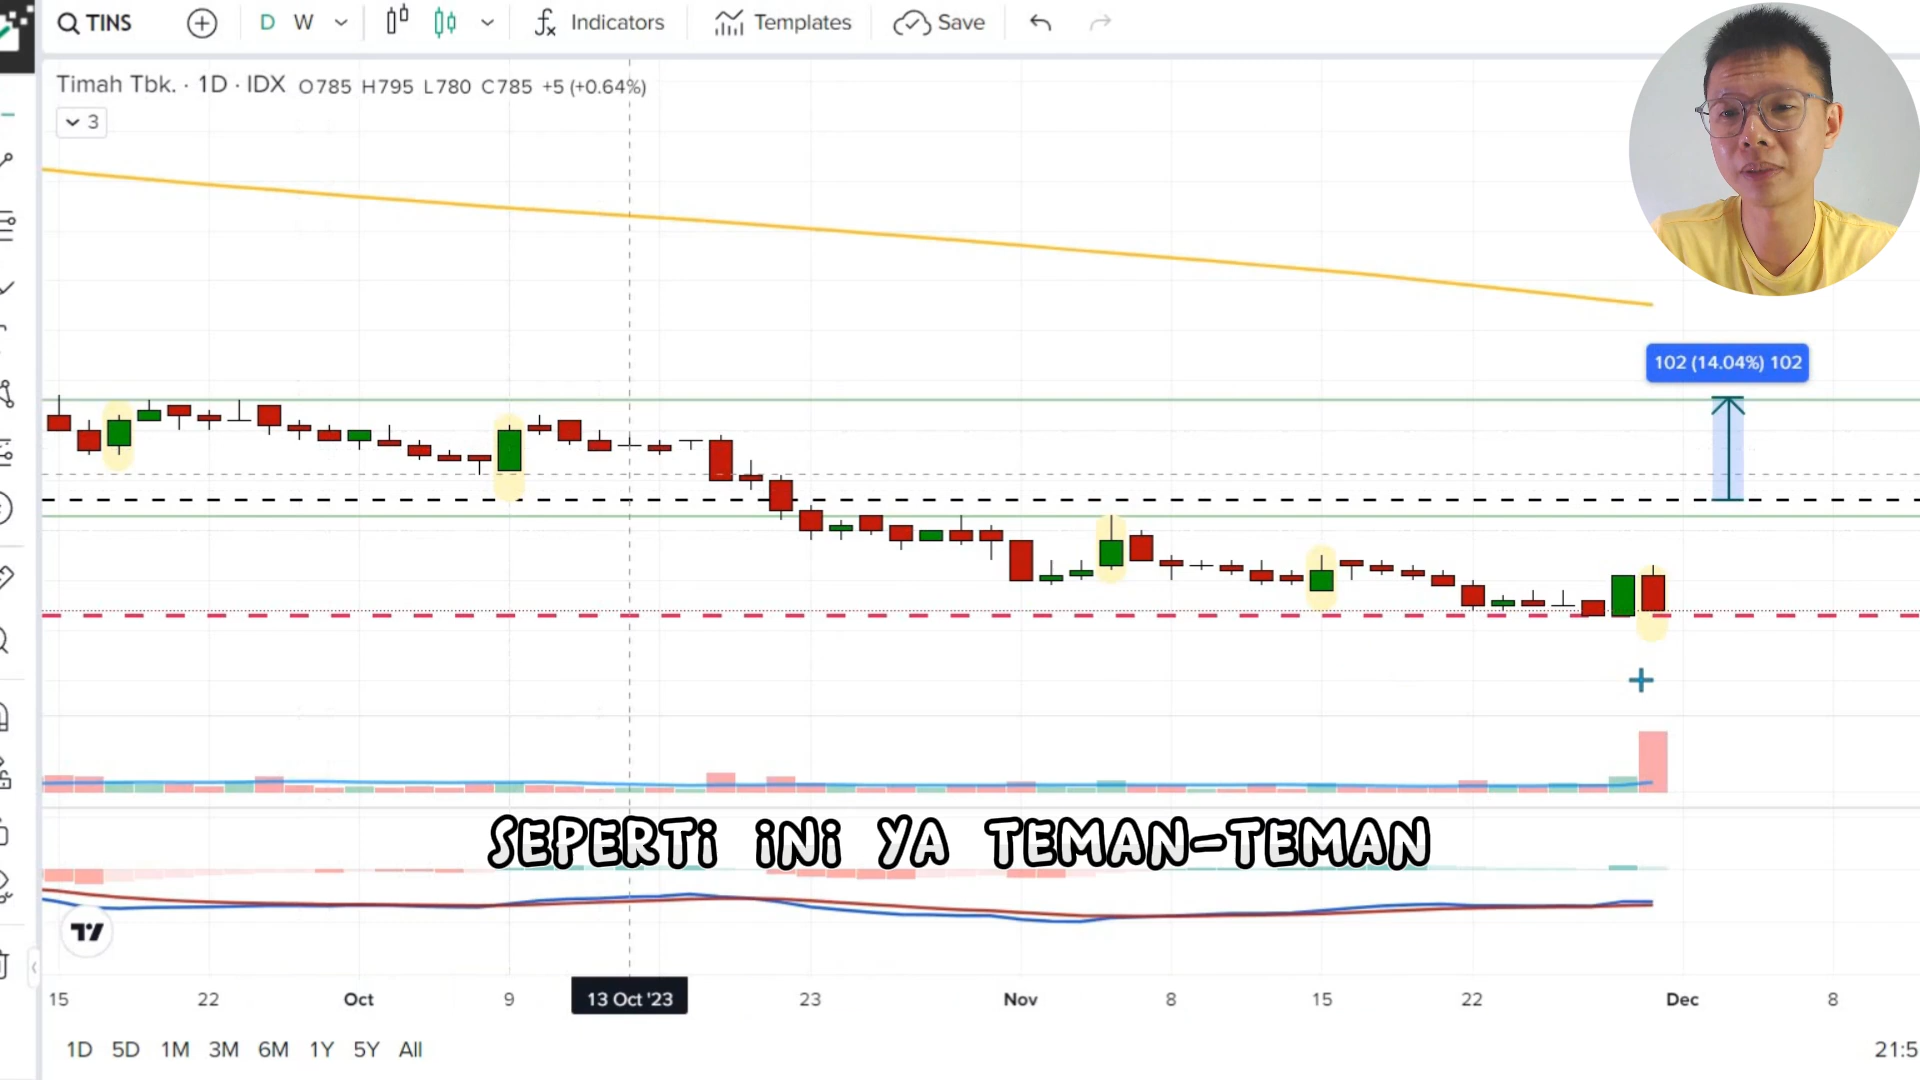 TINS D W Indicators Templates Save
Timah Tbk. · 1D · IDX O785 H795 L780 C785 +5 (+0.64%)
3
102 (14.04%) 102
SEPERTI INI YA TEMAN-TEMAN
15 22 Oct 9 13 Oct '23 23 Nov 8 15 22 Dec 8
1D 5D 1M 3M 6M 1Y 5Y All